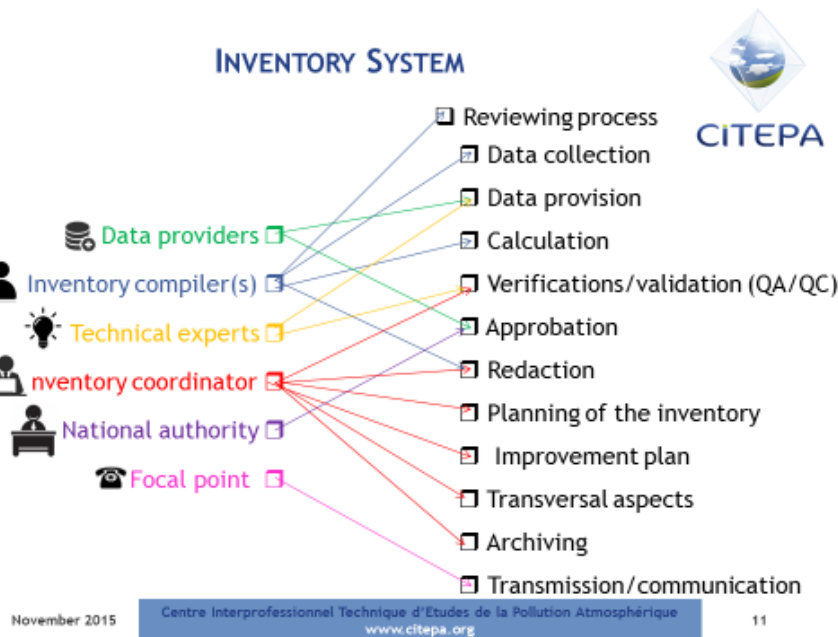 INVENTORY SYSTEM
CiTEPA
Reviewing process
Data collection
Data provision
Calculation
Verifications/validation (QA/QC)
Approbation
Redaction
Planning of the inventory
Improvement plan
Transversal aspects
Archiving
Transmission/communication
Data providers
Inventory compiler(s)
Technical experts
nventory coordinator
National authority
Focal point
November 2015
Centre Interprofessionnel Technique d'Etudes de la Pollution Atmosphérique
www.citepa.org
11